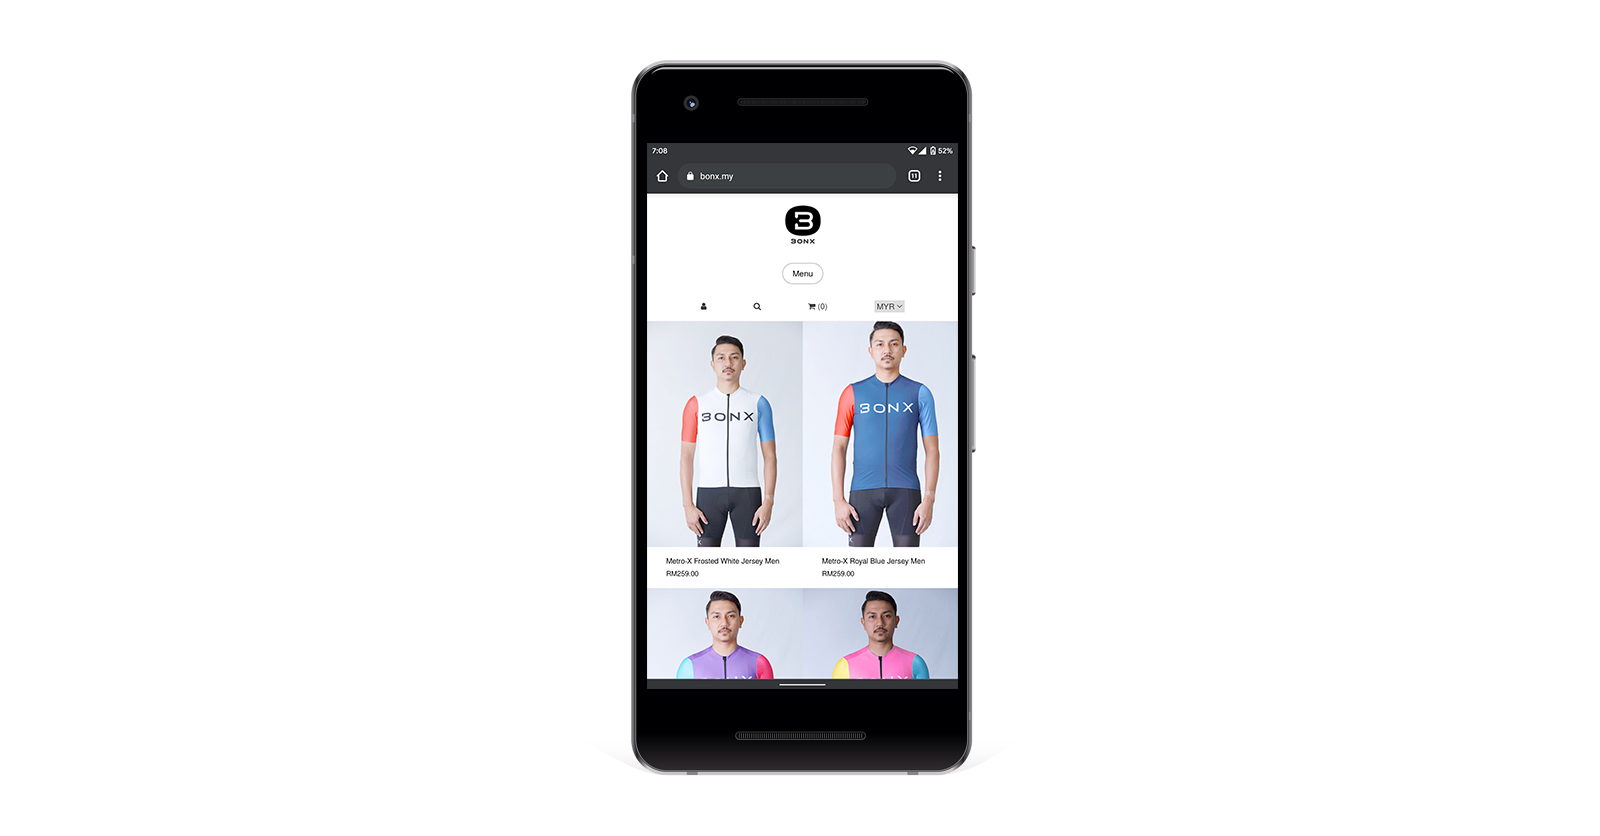 7:08
52%
bonx.my
11
BONX
Menu
(0)
MYR
BONX
BONX
Metro-X Frosted White Jersey Men
Metro-X Royal Blue Jersey Men
RM259.00
RM259.00